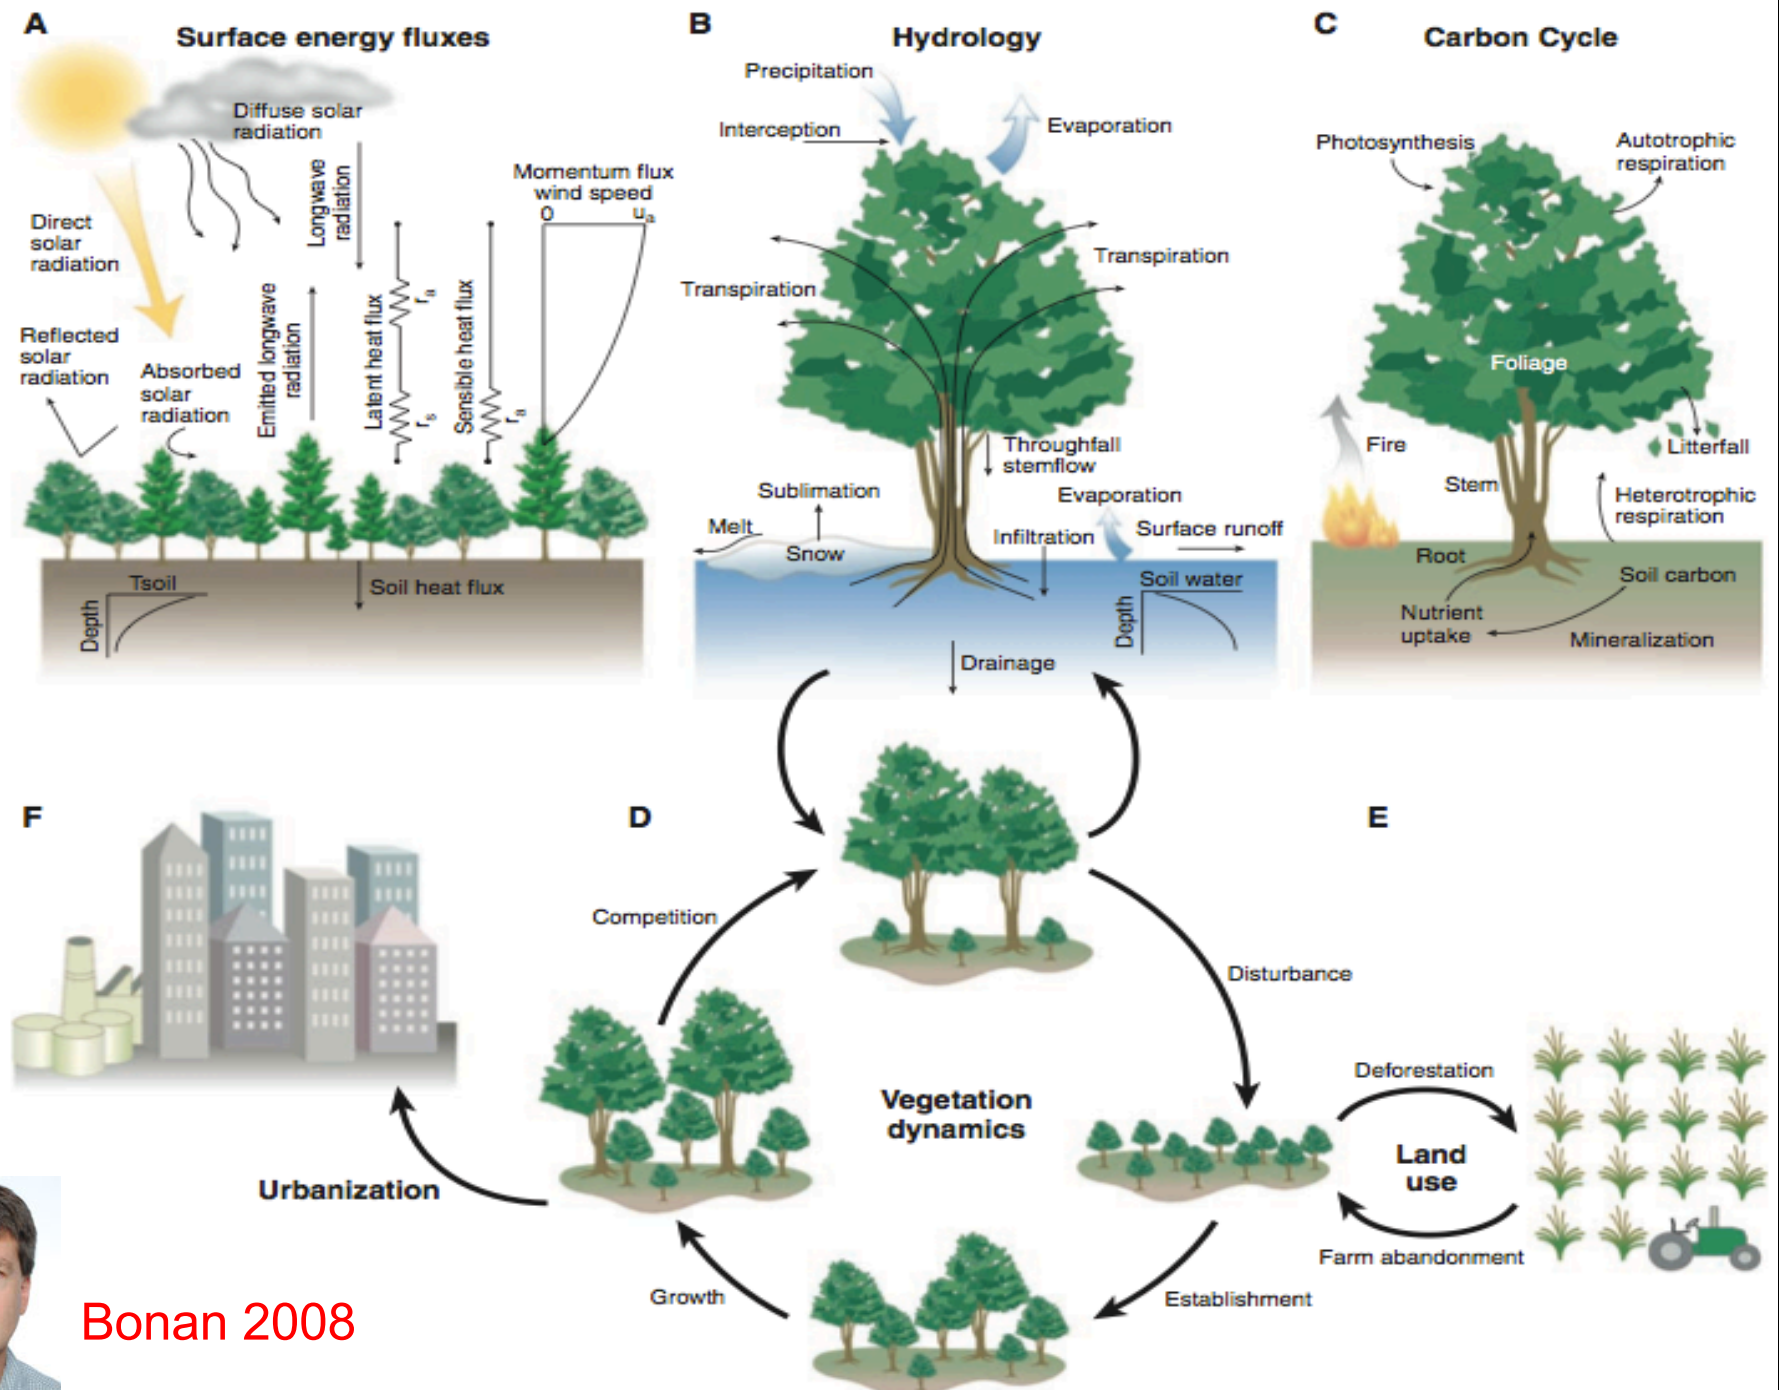 A
Surface energy fluxes
Diffuse solar
radiation
Direct
solar
radiation
Reflected
solar
radiation
Absorbed
solar
radiation
Longwave
radiation
Emitted longwave
radiation
Latent heat flux
ra
rs
Sensible heat flux
ra
Momentum flux
wind speed
0
ua
Tsoil
Depth
Soil heat flux
B
Hydrology
Precipitation
Interception
Evaporation
Transpiration
Transpiration
Throughfall
stemflow
Sublimation
Evaporation
Melt
Snow
Infiltration
Surface runoff
Soil water
Depth
Drainage
C
Carbon Cycle
Photosynthesis
Autotrophic
respiration
Foliage
Fire
Litterfall
Stem
Heterotrophic
respiration
Root
Soil carbon
Nutrient
uptake
Mineralization
F
D
E
Competition
Disturbance
Vegetation
dynamics
Deforestation
Land
use
Farm abandonment
Urbanization
Growth
Establishment
Bonan 2008